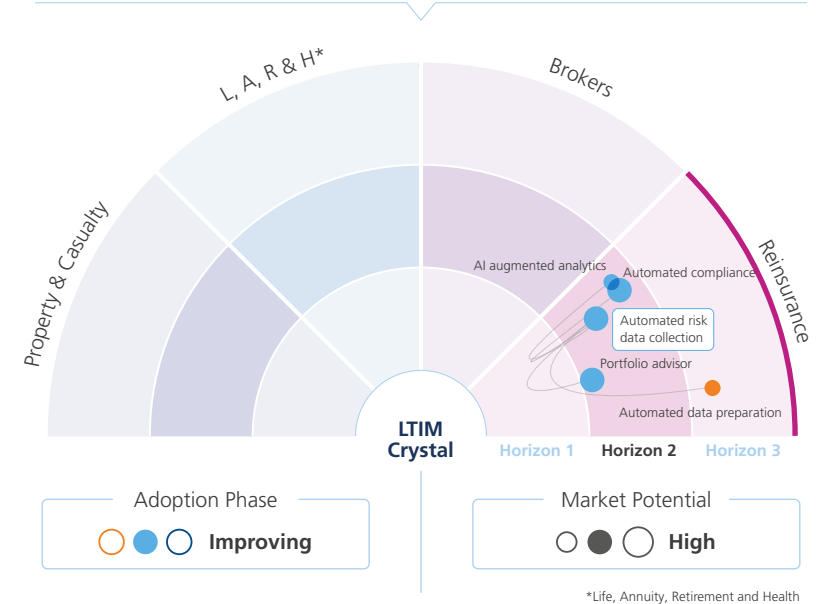 L, A, R & H*
Brokers
Property & Casualty
Reinsurance
AI augmented analytics
Automated compliance
Automated risk
data collection
Portfolio advisor
Automated data preparation
LTIM
Crystal
Horizon 1
Horizon 2
Horizon 3
Adoption Phase
Improving
Market Potential
High
*Life, Annuity, Retirement and Health